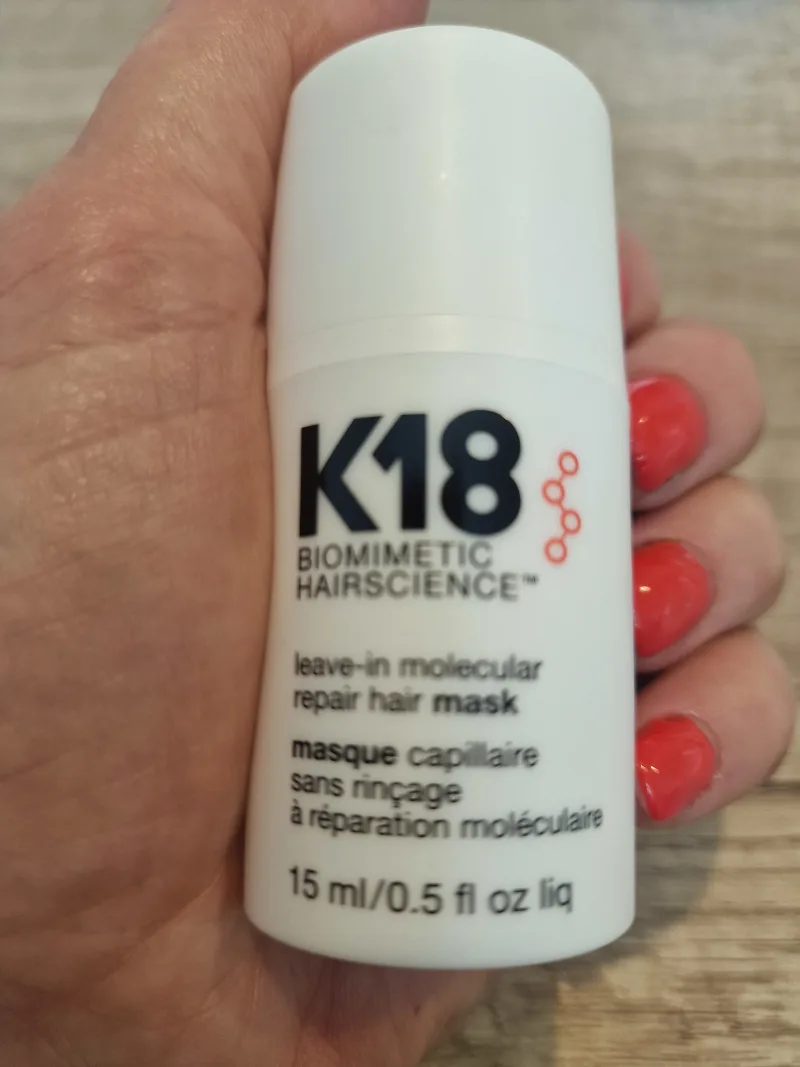 K18
BIOMIMETIC
HAIRSCIENCE™
leave-in molecular
repair hair mask
masque capillaire
sans rinçage
à réparation moléculaire
15 ml/0.5 fl oz liq